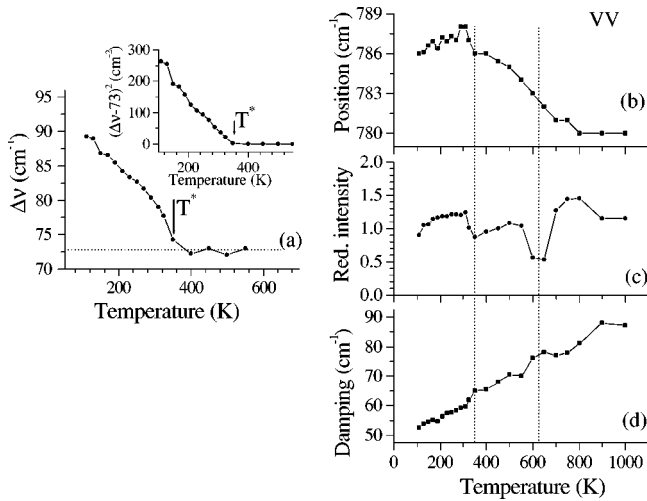 VV
300
200
100
0
(Δν-73)² (cm⁻²)
T*
200 400
Temperature (K)
95
90
85
80
75
70
Δν (cm⁻¹)
T*
(a)
200 400 600
Temperature (K)
789
786
783
780
Position (cm⁻¹)
(b)
2.0
1.5
1.0
0.5
0.0
Red. intensity
(c)
90
80
70
60
50
Damping (cm⁻¹)
(d)
0 200 400 600 800 1000
Temperature (K)